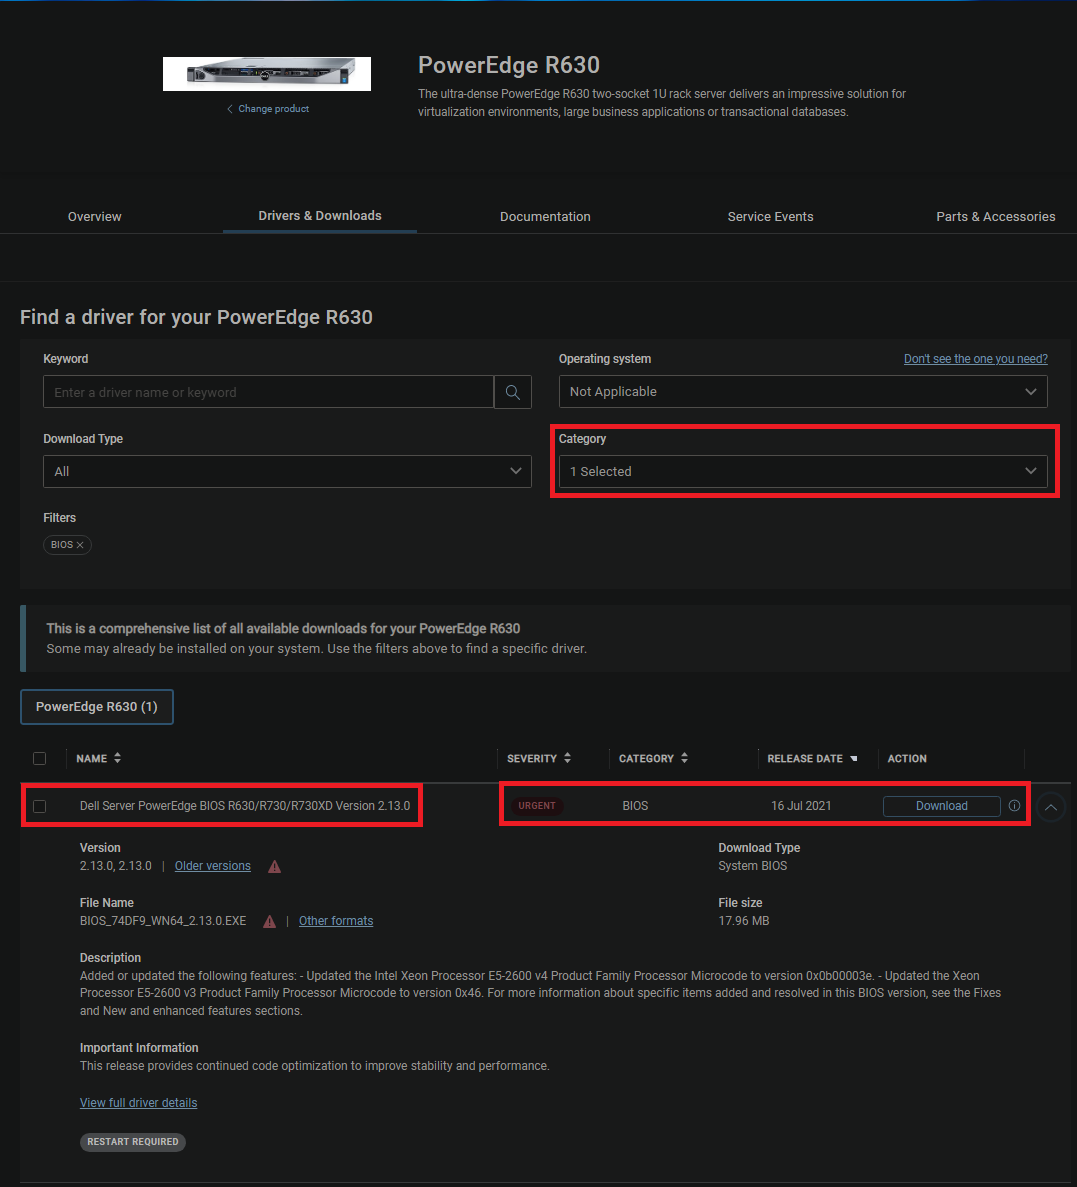 PowerEdge R630
The ultra-dense PowerEdge R630 two-socket 1U rack server delivers an impressive solution for
virtualization environments, large business applications or transactional databases.
Change product
Overview
Drivers & Downloads
Documentation
Service Events
Parts & Accessories
Find a driver for your PowerEdge R630
Keyword
Enter a driver name or keyword
Operating system
Don't see the one you need?
Not Applicable
Download Type
All
Category
1 Selected
Filters
BIOS
This is a comprehensive list of all available downloads for your PowerEdge R630
Some may already be installed on your system. Use the filters above to find a specific driver.
PowerEdge R630 (1)
NAME SEVERITY CATEGORY RELEASE DATE ACTION
Dell Server PowerEdge BIOS R630/R730/R730XD Version 2.13.0 URGENT BIOS 16 Jul 2021 Download
Version
2.13.0, 2.13.0 | Older versions
Download Type
System BIOS
File Name
BIOS_74DF9_WN64_2.13.0.EXE | Other formats
File size
17.96 MB
Description
Added or updated the following features: - Updated the Intel Xeon Processor E5-2600 v4 Product Family Processor Microcode to version 0x0b00003e. - Updated the Xeon
Processor E5-2600 v3 Product Family Processor Microcode to version 0x46. For more information about specific items added and resolved in this BIOS version, see the Fixes
and New and enhanced features sections.
Important Information
This release provides continued code optimization to improve stability and performance.
View full driver details
RESTART REQUIRED